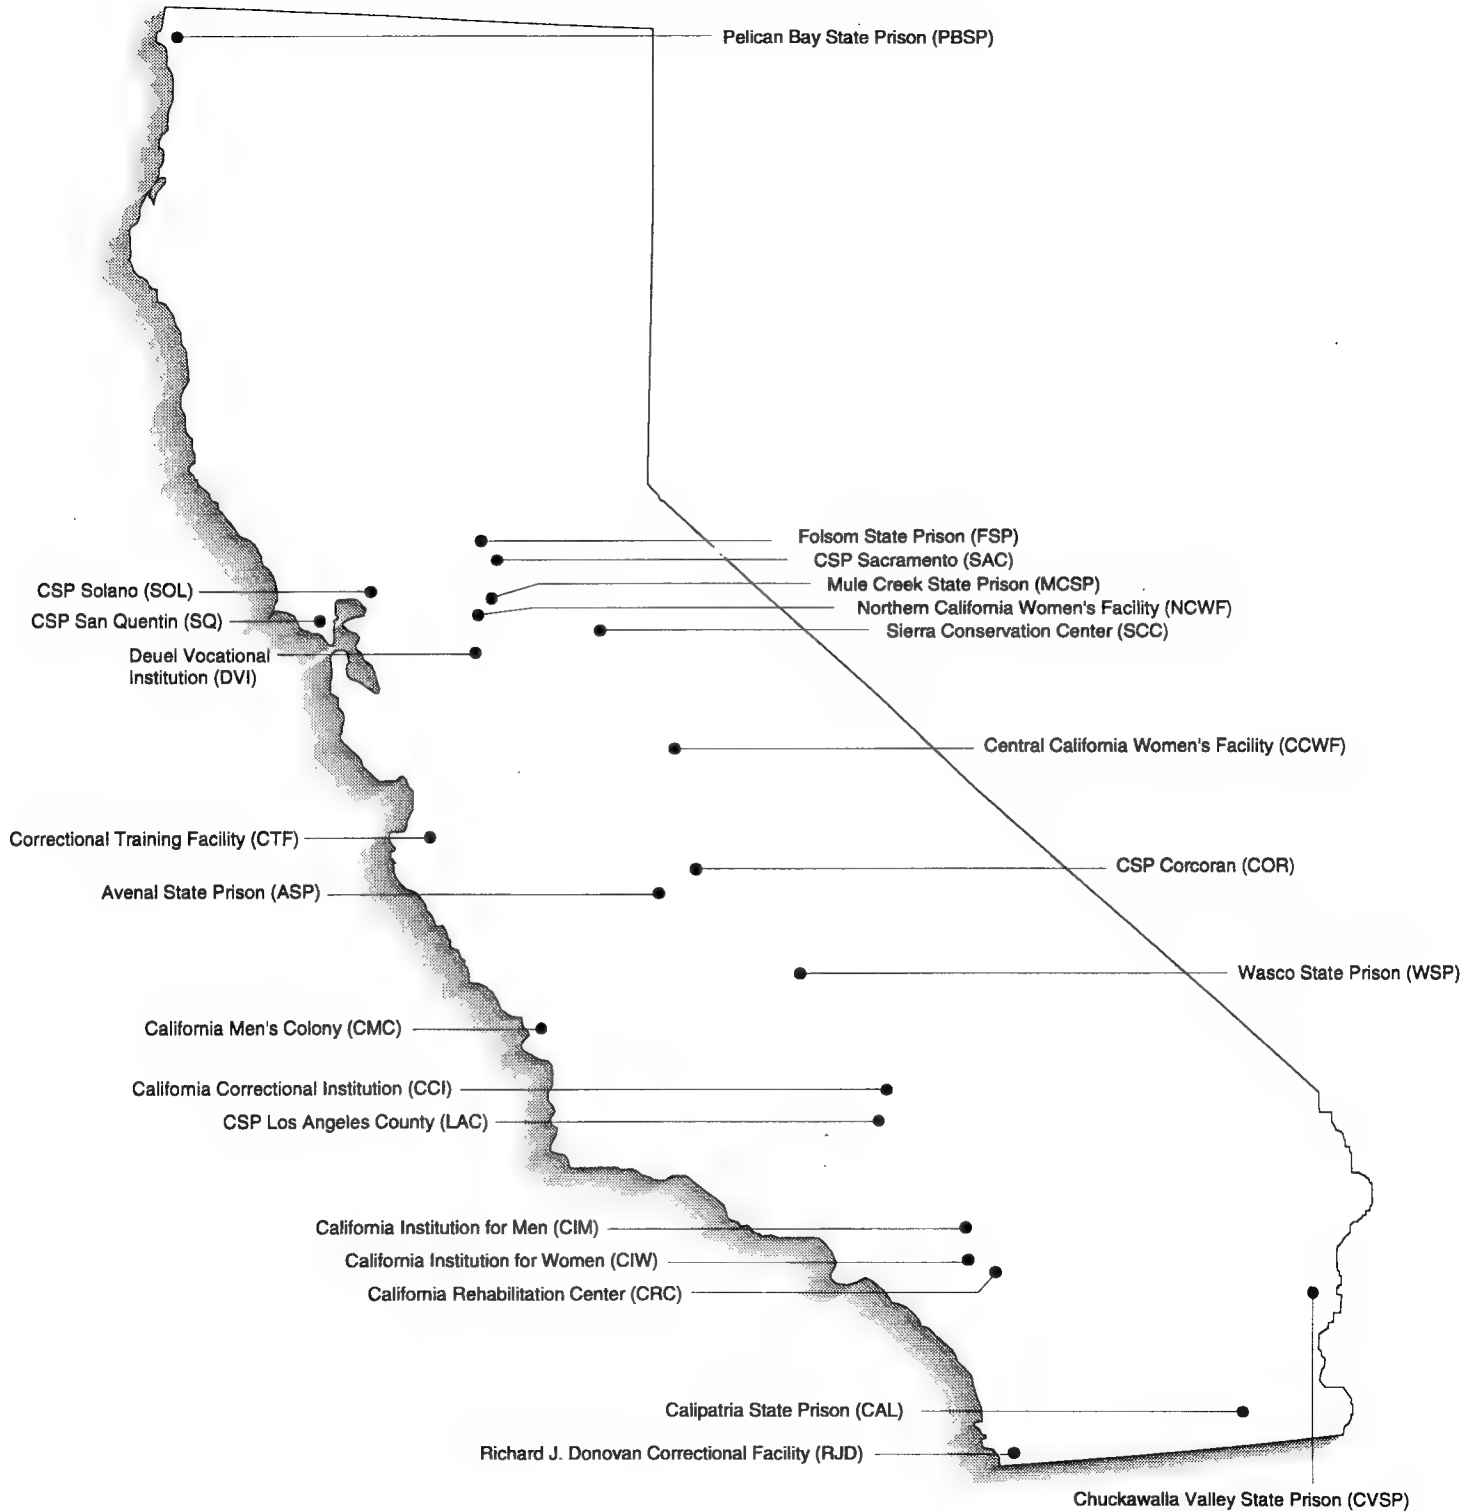 Pelican Bay State Prison (PBSP)
Folsom State Prison (FSP)
CSP Sacramento (SAC)
Mule Creek State Prison (MCSP)
CSP Solano (SOL)
Northern California Women's Facility (NCWF)
CSP San Quentin (SQ)
Sierra Conservation Center (SCC)
Deuel Vocational
Institution (DVI)
Central California Women's Facility (CCWF)
Correctional Training Facility (CTF)
CSP Corcoran (COR)
Avenal State Prison (ASP)
Wasco State Prison (WSP)
California Men's Colony (CMC)
California Correctional Institution (CCI)
CSP Los Angeles County (LAC)
California Institution for Men (CIM)
California Institution for Women (CIW)
California Rehabilitation Center (CRC)
Calipatria State Prison (CAL)
Richard J. Donovan Correctional Facility (RJD)
Chuckawalla Valley State Prison (CVSP)